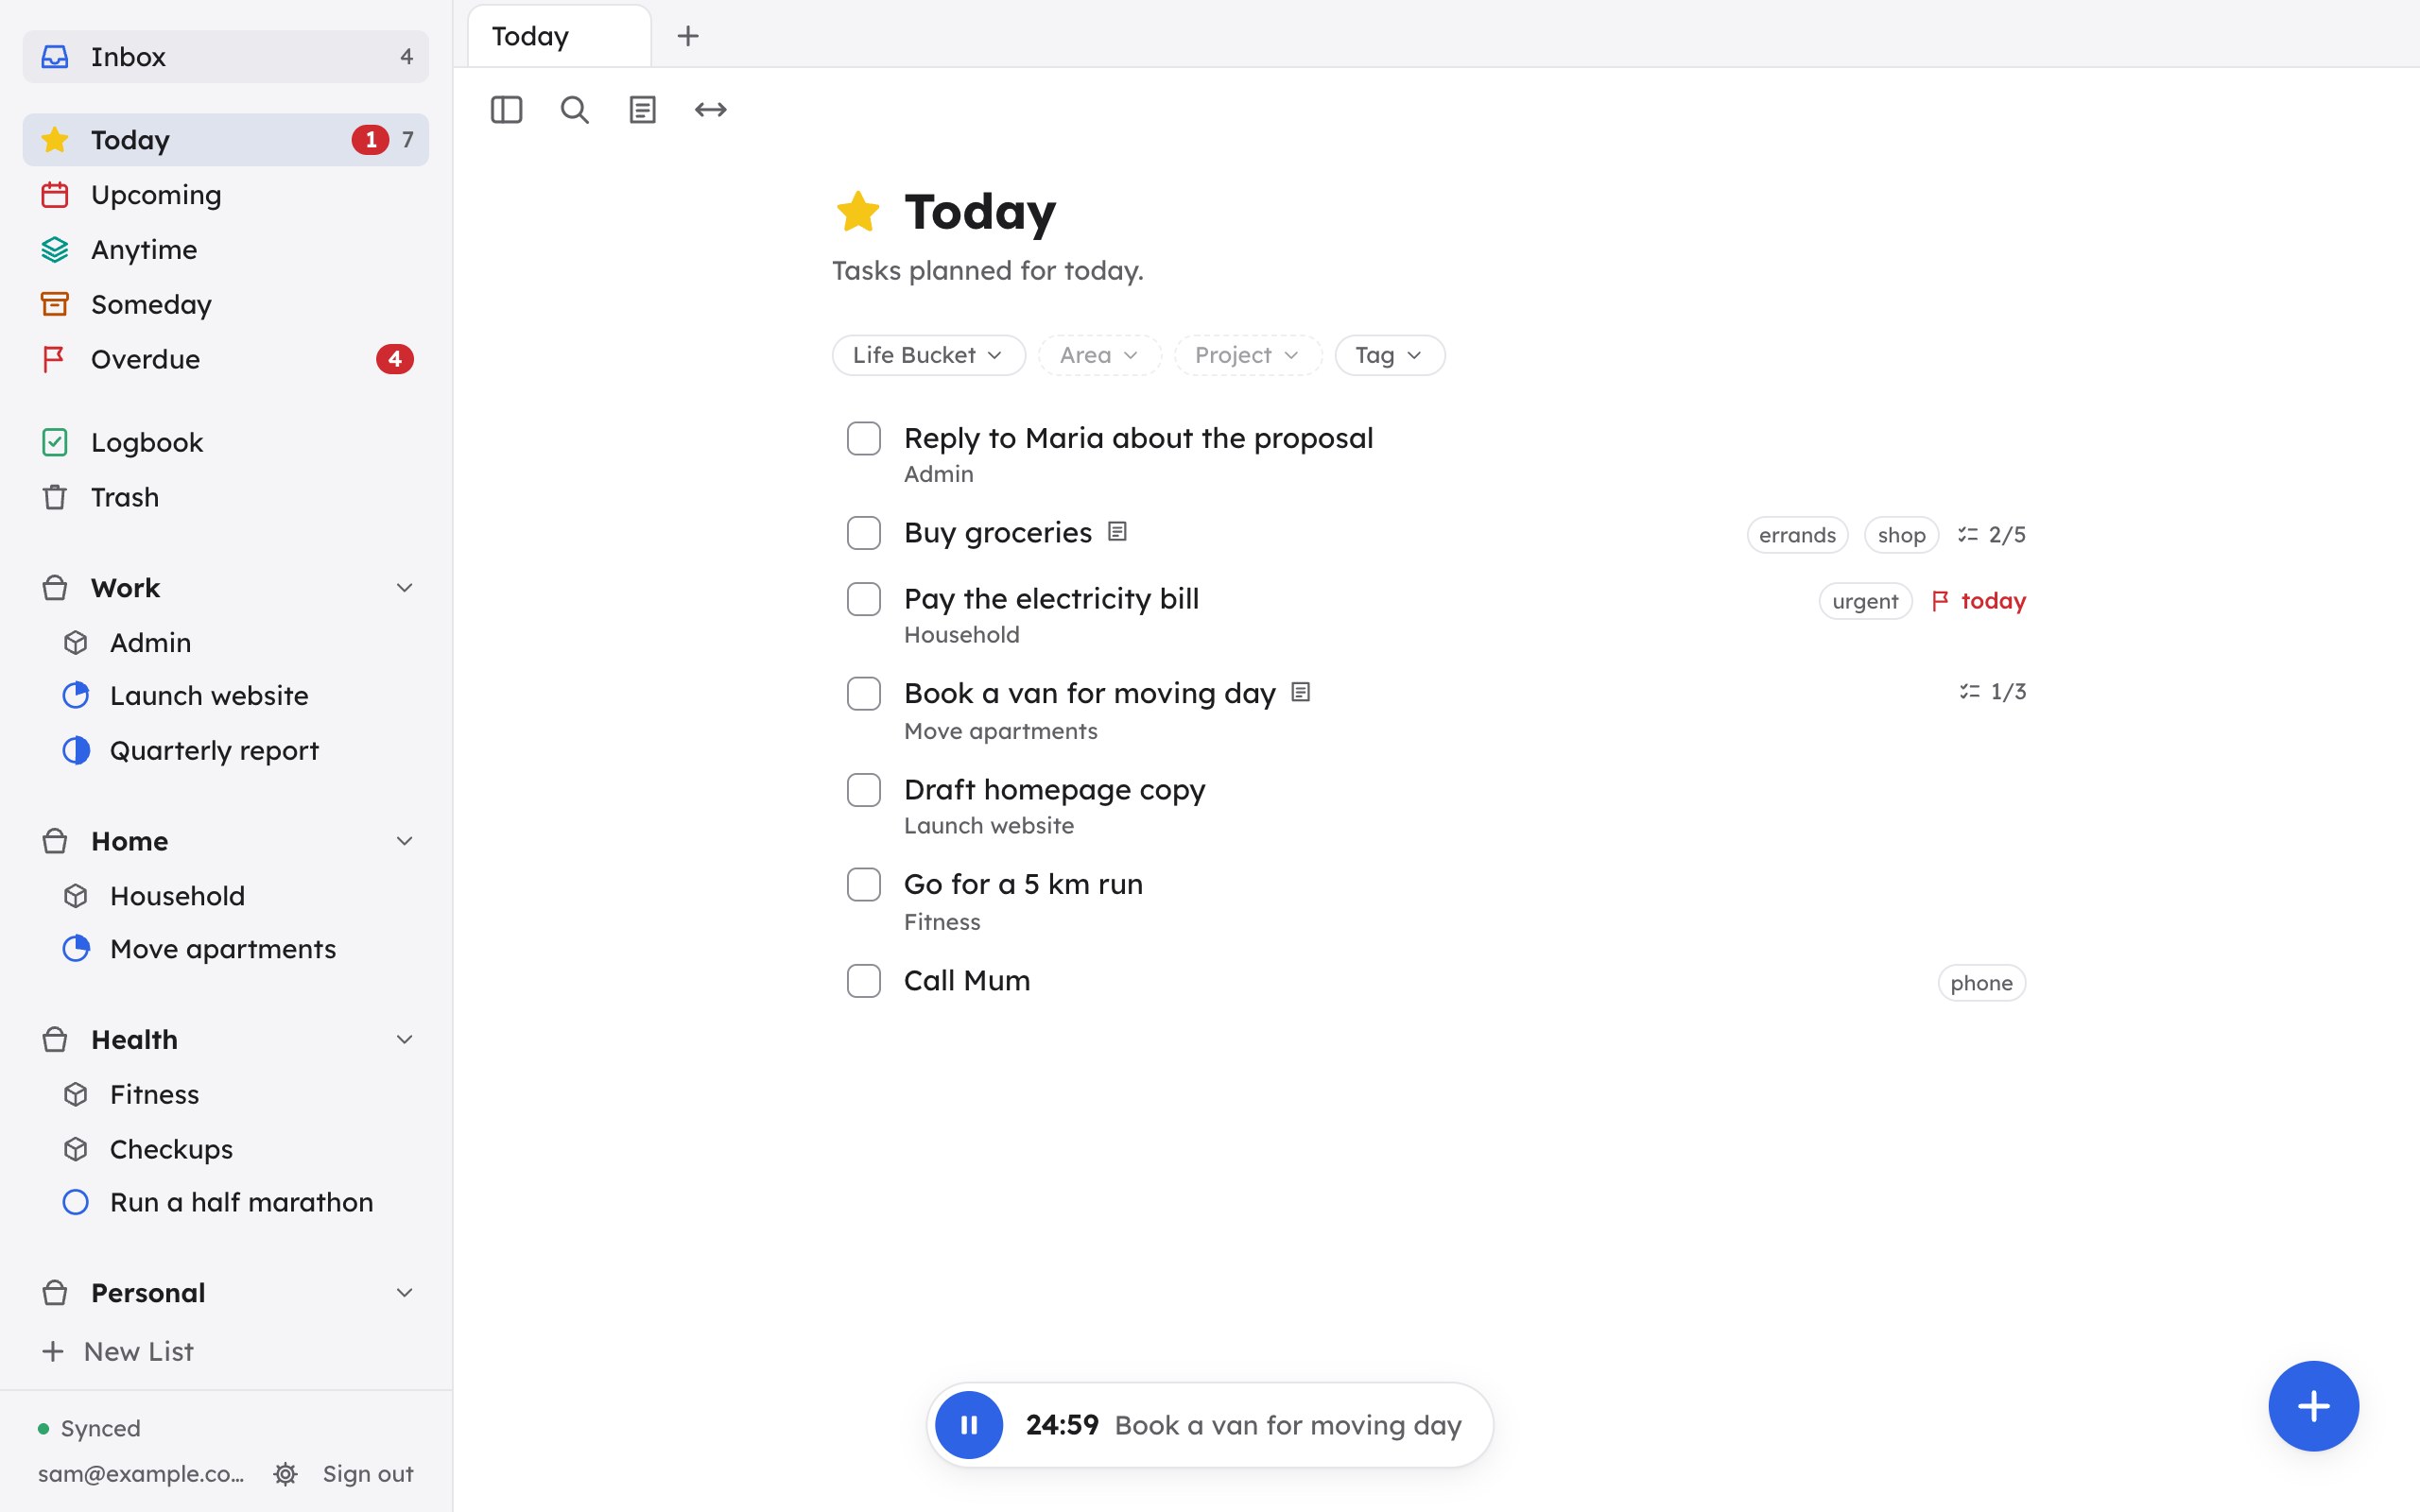 Inbox 4
Today 1 7
Upcoming
Anytime
Someday
Overdue 4
Logbook
Trash
Work
Admin
Launch website
Quarterly report
Home
Household
Move apartments
Health
Fitness
Checkups
Run a half marathon
Personal
New List
Synced
sam@example.co... Sign out
Today
Today
Tasks planned for today.
Life Bucket Area Project Tag
Reply to Maria about the proposal
Admin
Buy groceries errands shop 2/5
Pay the electricity bill urgent today
Household
Book a van for moving day 1/3
Move apartments
Draft homepage copy
Launch website
Go for a 5 km run
Fitness
Call Mum phone
24:59 Book a van for moving day